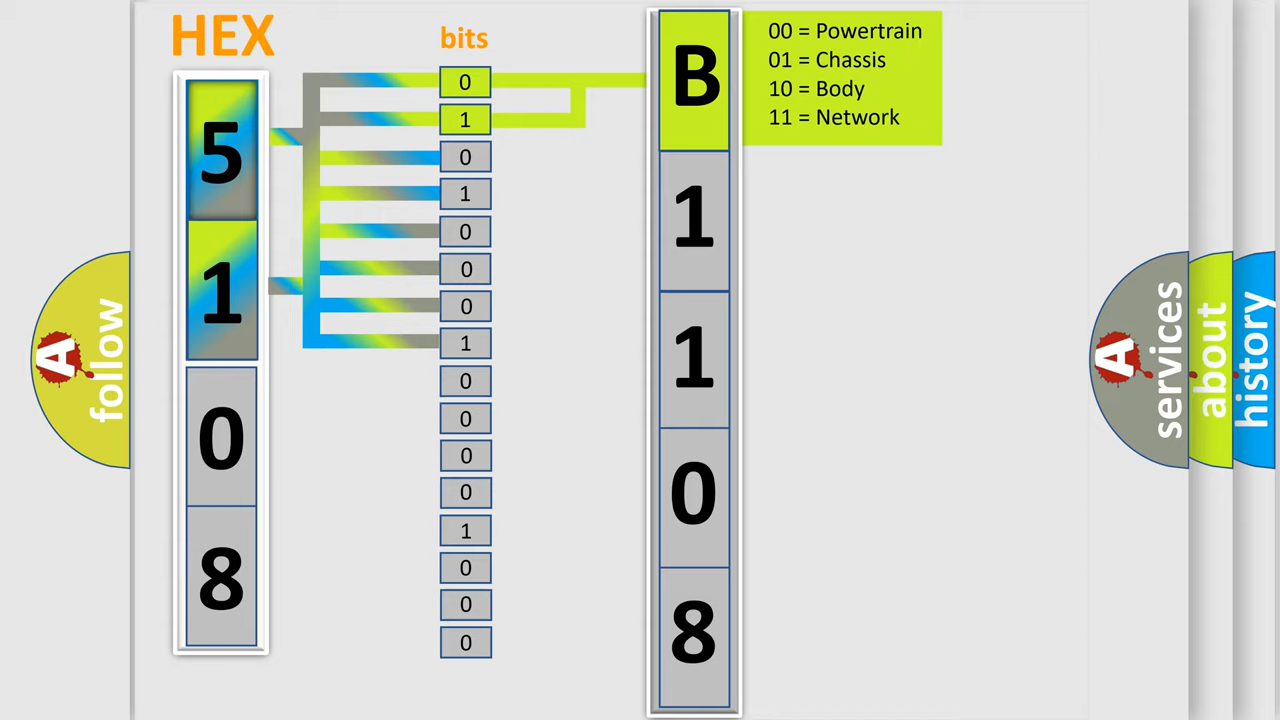 HEX
5
1
0
8
bits
0
1
0
1
0
0
0
1
0
0
0
0
1
0
0
0
B
1
1
0
8
00 = Powertrain
01 = Chassis
10 = Body
11 = Network
A follow
A services
about
history